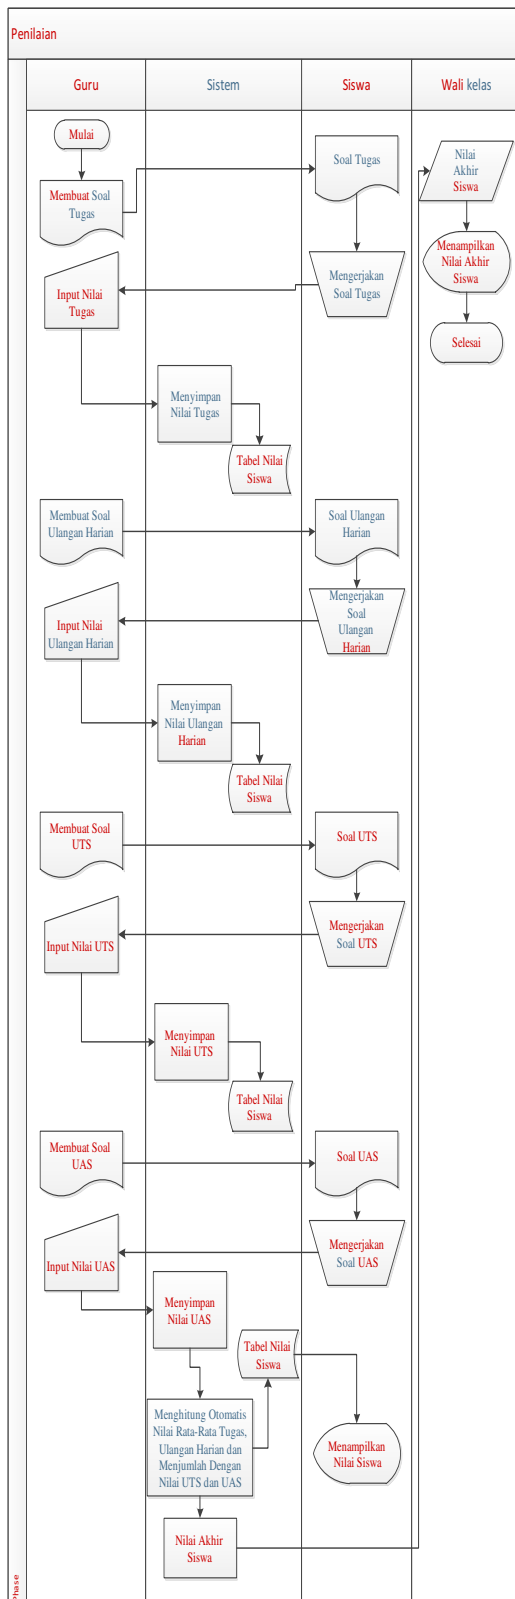 Penilaian
Guru
Sistem
Siswa
Wali kelas
Mulai
Membuat Soal
Tugas
Soal Tugas
Nilai
Akhir
Siswa
Menampilkan
Nilai Akhir
Siswa
Selesai
Mengerjakan
Soal Tugas
Input Nilai
Tugas
Menyimpan
Nilai Tugas
Tabel Nilai
Siswa
Membuat Soal
Ulangan Harian
Soal Ulangan
Harian
Mengerjakan
Soal
Ulangan
Harian
Input Nilai
Ulangan Harian
Menyimpan
Nilai Ulangan
Harian
Tabel Nilai
Siswa
Membuat Soal
UTS
Soal UTS
Mengerjakan
Soal UTS
Input Nilai UTS
Menyimpan
Nilai UTS
Tabel Nilai
Siswa
Membuat Soal
UAS
Soal UAS
Mengerjakan
Soal UAS
Input Nilai UAS
Menyimpan
Nilai UAS
Tabel Nilai
Siswa
Menghitung Otomatis
Nilai Rata-Rata Tugas,
Ulangan Harian dan
Menjumlah Dengan
Nilai UTS dan UAS
Menampilkan
Nilai Siswa
Nilai Akhir
Siswa
Phase